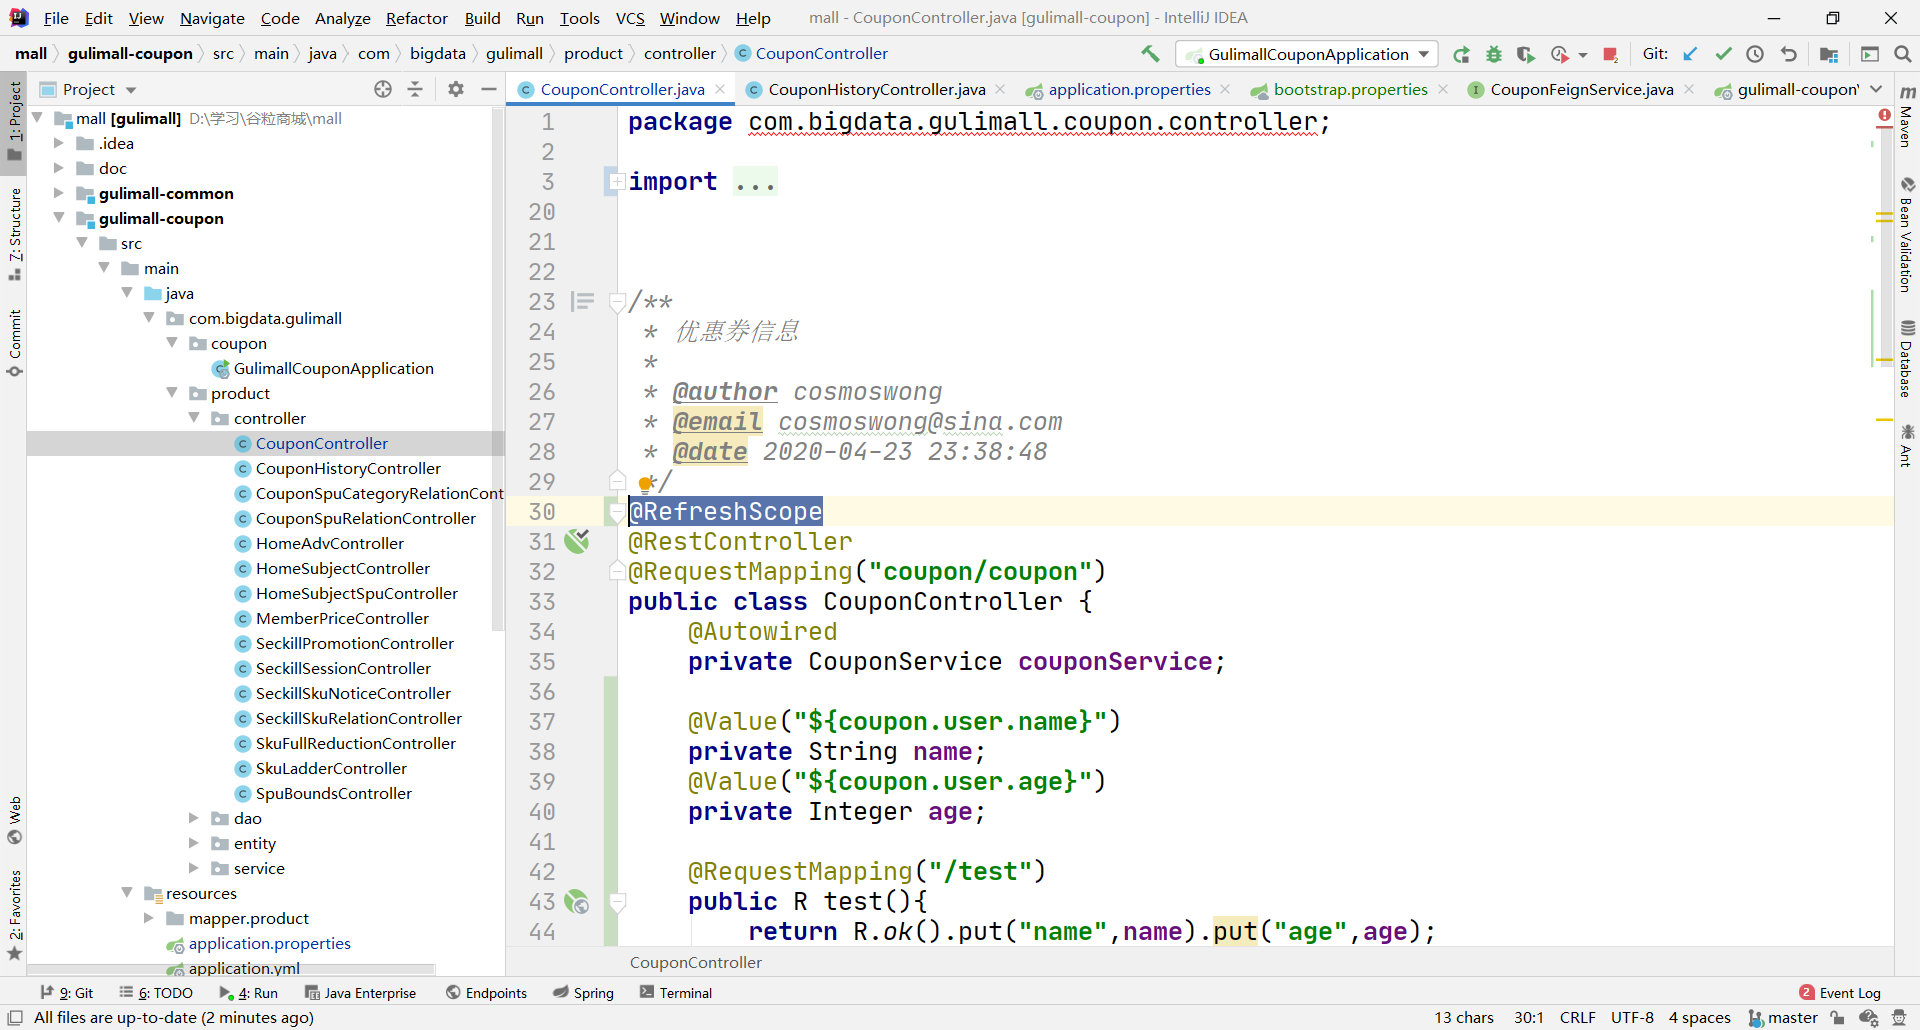 File Edit View Navigate Code Analyze Refactor Build Run Tools VCS Window Help mall - CouponController.java [gulimall-coupon] - IntelliJ IDEA
mall gulimall-coupon src main java com bigdata gulimall product controller CouponController GulimallCouponApplication Git:
Project CouponController.java CouponHistoryController.java application.properties bootstrap.properties CouponFeignService.java gulimall-coupon
1: Project
7: Structure
Commit
Web
2: Favorites
mall [gulimall] D:\学习\谷粒商城\mall
.idea
doc
gulimall-common
gulimall-coupon
src
main
java
com.bigdata.gulimall
coupon
GulimallCouponApplication
product
controller
CouponController
CouponHistoryController
CouponSpuCategoryRelationCont
CouponSpuRelationController
HomeAdvController
HomeSubjectController
HomeSubjectSpuController
MemberPriceController
SeckillPromotionController
SeckillSessionController
SeckillSkuNoticeController
SeckillSkuRelationController
SkuFullReductionController
SkuLadderController
SpuBoundsController
dao
entity
service
resources
mapper.product
application.properties
application.yml
1 package com.bigdata.gulimall.coupon.controller;
2
3 import ...
20
21
22
23 /**
24 * 优惠券信息
25 *
26 * @author cosmoswong
27 * @email cosmoswong@sina.com
28 * @date 2020-04-23 23:38:48
29 */
30 @RefreshScope
31 @RestController
32 @RequestMapping("coupon/coupon")
33 public class CouponController {
34 @Autowired
35 private CouponService couponService;
36
37 @Value("${coupon.user.name}")
38 private String name;
39 @Value("${coupon.user.age}")
40 private Integer age;
41
42 @RequestMapping("/test")
43 public R test(){
44 return R.ok().put("name",name).put("age",age);
CouponController
Maven
Bean Validation
Database
Ant
9: Git 6: TODO 4: Run Java Enterprise Endpoints Spring Terminal 2 Event Log
All files are up-to-date (2 minutes ago) 13 chars 30:1 CRLF UTF-8 4 spaces master